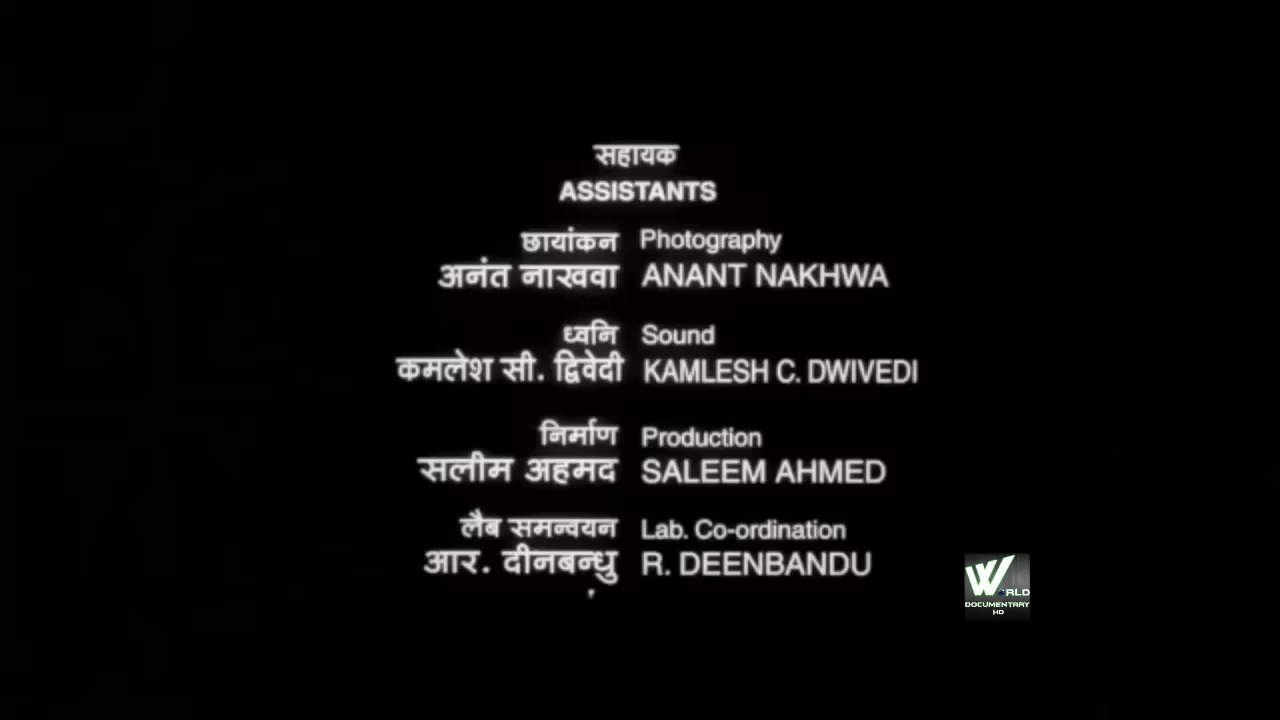 सहायक
ASSISTANTS
छायांकन Photography
अनंत नाखवा ANANT NAKHWA
ध्वनि Sound
कमलेश सी. द्विवेदी KAMLESH C. DWIVEDI
निर्माण Production
सलीम अहमद SALEEM AHMED
लैब समन्वयन Lab. Co-ordination
आर. दीनबन्धु R. DEENBANDU
WORLD
DOCUMENTARY
HD